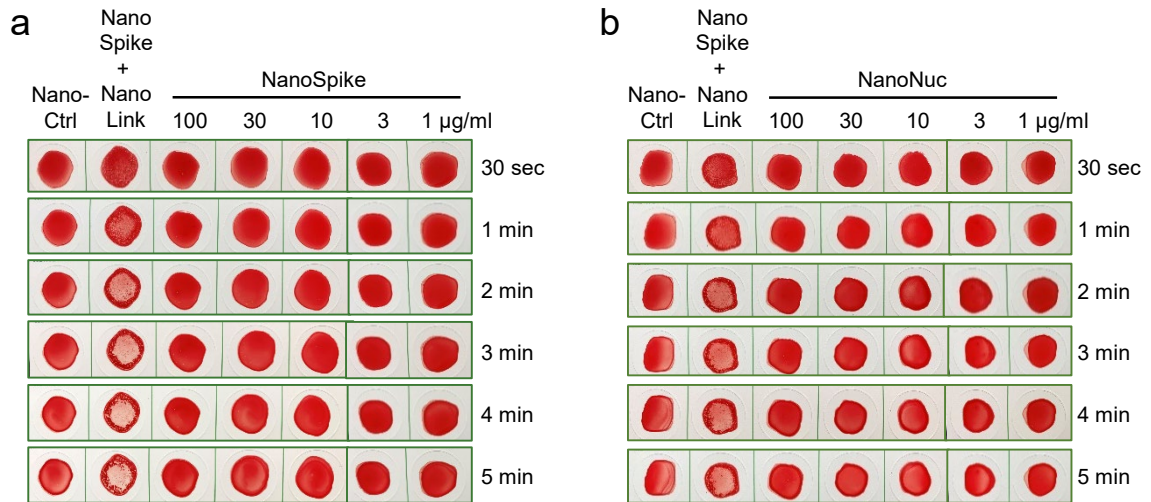 a
Nano
Spike
+
Nano
Link
Nano-
Ctrl
NanoSpike
100 30 10 3 1 µg/ml
30 sec
1 min
2 min
3 min
4 min
5 min
b
Nano
Spike
+
Nano
Link
Nano-
Ctrl
NanoNuc
100 30 10 3 1 µg/ml
30 sec
1 min
2 min
3 min
4 min
5 min